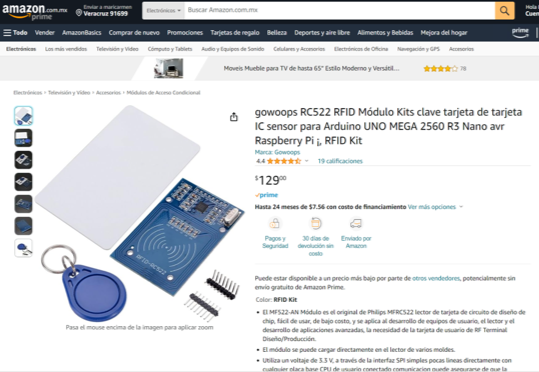 amazon.com.mx
prime
Enviar a maricarmen
Veracruz 91699
Electrónicos
Buscar Amazon.com.mx
Hola
Cuen
Todo
Vender
AmazonBasics
Comprar de nuevo
Promociones
Tarjetas de regalo
Belleza
Deportes y aire libre
Alimentos y Bebidas
Mejora del hogar
prime
Electrónicos
Los más vendidos
Televisión y Video
Cómputo y Tablets
Audio y Equipos de Sonido
Celulares y Accesorios
Electrónicos de Oficina
Navegación y GPS
Accesorios
Moveis Mueble para TV de hasta 65" Estilo Moderno y Versátil...
78
Electrónicos › Televisión y Video › Accesorios › Módulos de Acceso Condicional
gowoops RC522 RFID Módulo Kits clave tarjeta de tarjeta
IC sensor para Arduino UNO MEGA 2560 R3 Nano avr
Raspberry Pi ¡, RFID Kit
Marca: Gowoops
4.4
19 calificaciones
$129.00
prime
Hasta 24 meses de $7.56 con costo de financiamiento Ver más opciones
Pagos y
Seguridad
30 días de
devolución sin
costo
Enviado por
Amazon
Puede estar disponible a un precio más bajo por parte de otros vendedores, potencialmente sin
envío gratuito de Amazon Prime.
Color: RFID Kit
• El MF522-AN Módulo es el original de Philips MFRC522 lector de tarjeta de circuito de diseño de
chip, fácil de usar, de bajo costo, y se aplica al desarrollo de equipos de usuario, el lector y el
desarrollo de aplicaciones avanzadas, la necesidad de la tarjeta de usuario de RF Terminal
Diseño/Producción.
• El módulo se puede cargar directamente en el lector de varios moldes.
• Utiliza un voltaje de 3.3 V, a través de la interfaz SPI simples pocas líneas directamente con
cualquier placa base CPU de usuario conectado comunicación puede asegurarse de que la
RFID-RC522
Pasa el mouse encima de la imagen para aplicar zoom